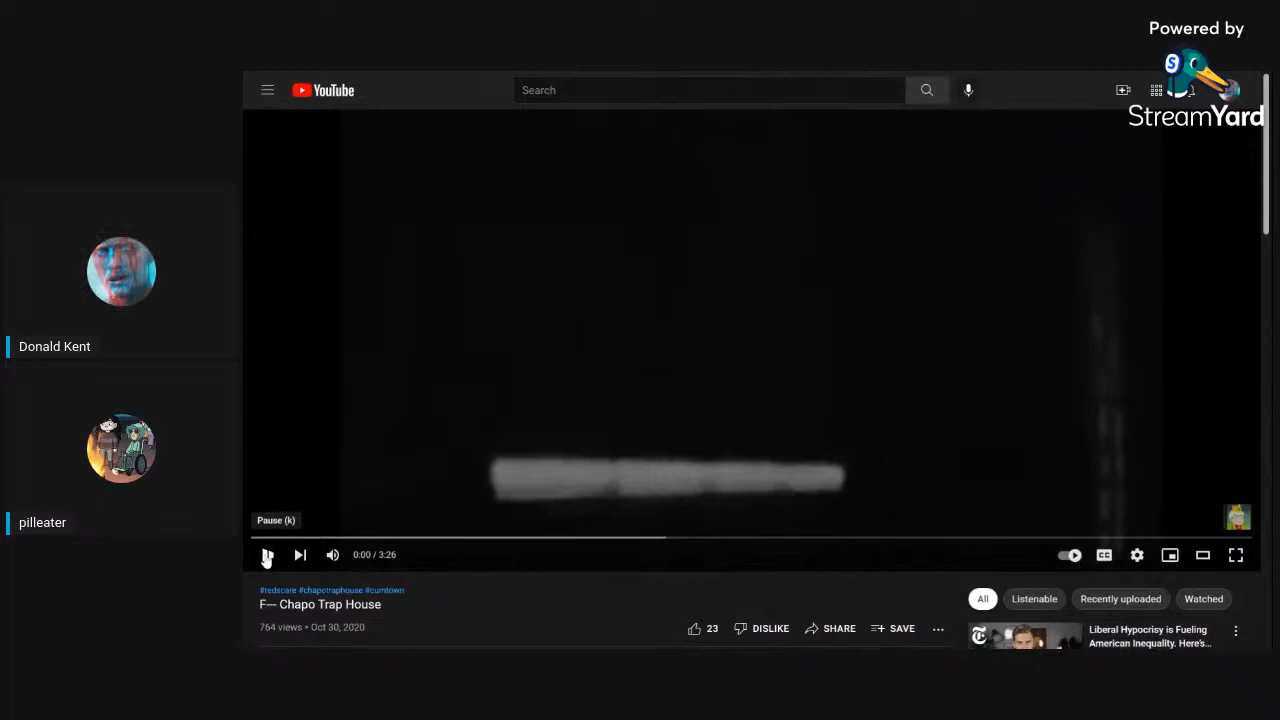 Powered by
StreamYard
YouTube
Search
Donald Kent
pilleater
Pause (k)
0:00 / 3:26
CC
#redscare #chapotraphouse #cumtown
F--- Chapo Trap House
764 views • Oct 30, 2020
23
DISLIKE
SHARE
SAVE
All
Listenable
Recently uploaded
Watched
Liberal Hypocrisy is Fueling
American Inequality. Here's...